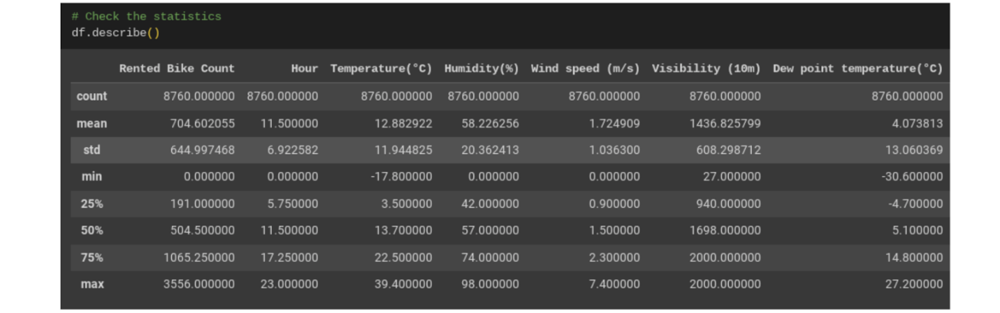 # Check the statistics
df.describe()
Rented Bike Count Hour Temperature(°C) Humidity(%) Wind speed (m/s) Visibility (10m) Dew point temperature(°C)
count 8760.000000 8760.000000 8760.000000 8760.000000 8760.000000 8760.000000 8760.000000
mean 704.602055 11.500000 12.882922 58.226256 1.724909 1436.825799 4.073813
std 644.997468 6.922582 11.944825 20.362413 1.036300 608.298712 13.060369
min 0.000000 0.000000 -17.800000 0.000000 0.000000 27.000000 -30.600000
25% 191.000000 5.750000 3.500000 42.000000 0.900000 940.000000 -4.700000
50% 504.500000 11.500000 13.700000 57.000000 1.500000 1698.000000 5.100000
75% 1065.250000 17.250000 22.500000 74.000000 2.300000 2000.000000 14.800000
max 3556.000000 23.000000 39.400000 98.000000 7.400000 2000.000000 27.200000